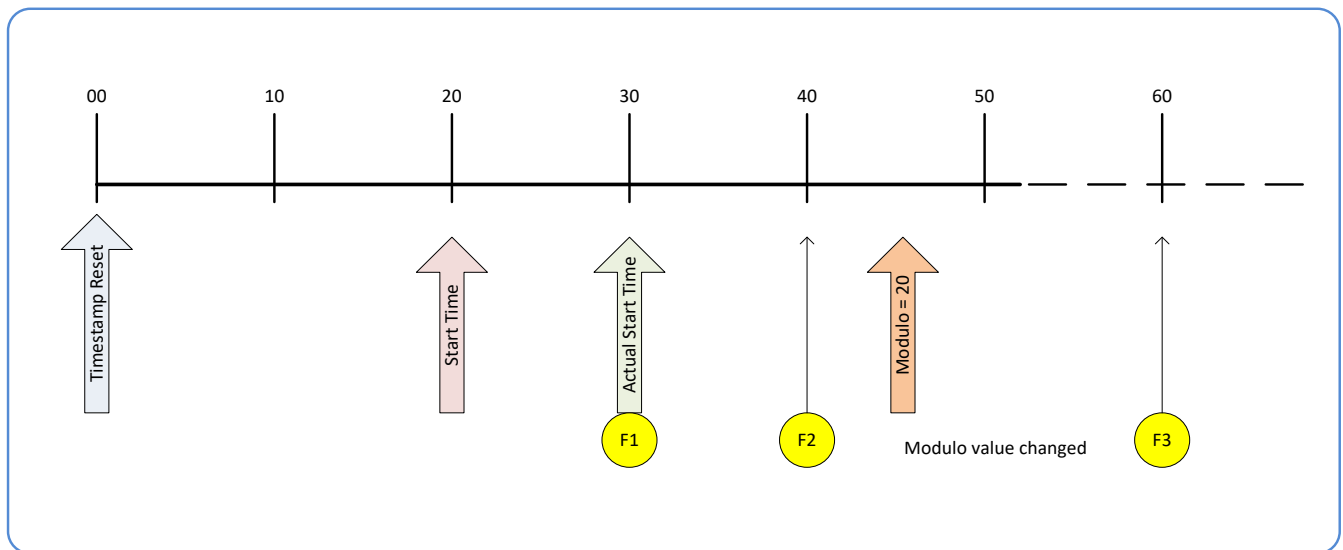 00
10
20
30
40
50
60
Timestamp Reset
Start Time
Actual Start Time
Modulo = 20
F1
F2
Modulo value changed
F3